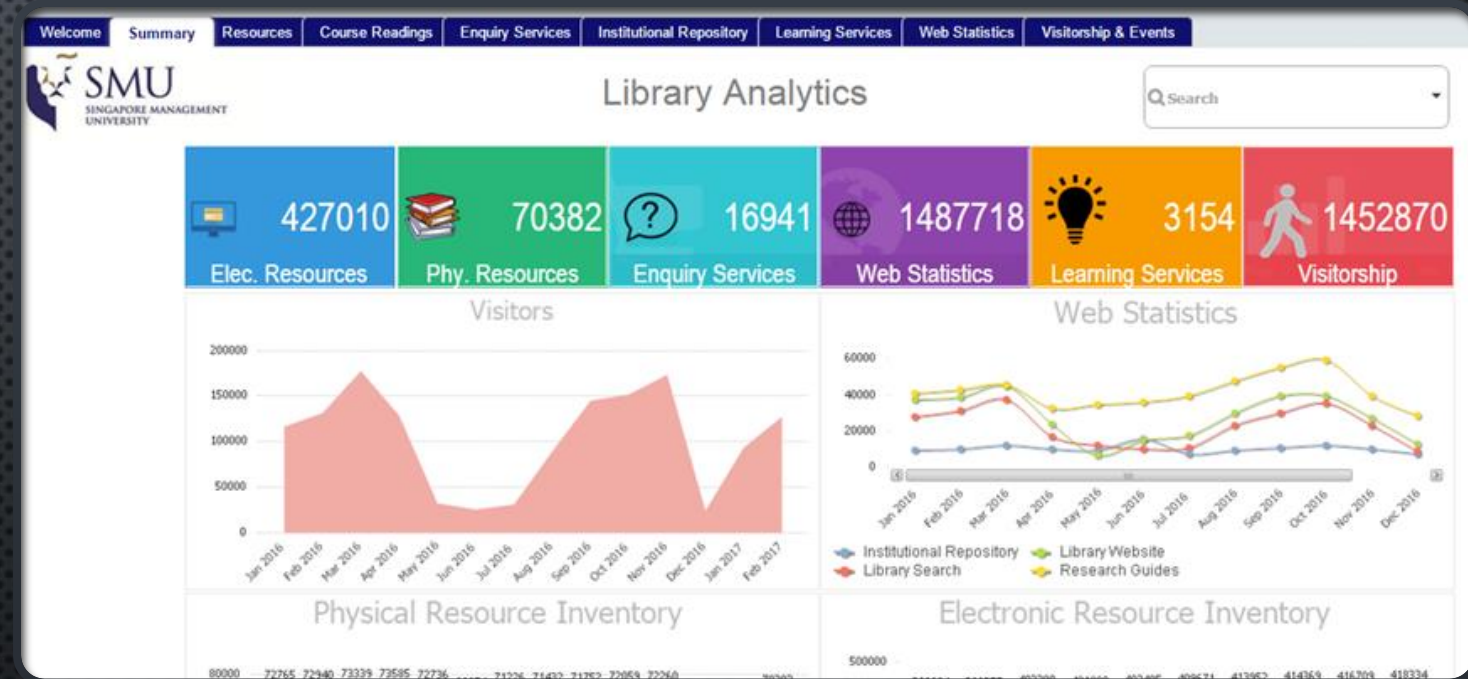 Welcome Summary Resources Course Readings Enquiry Services Institutional Repository Learning Services Web Statistics Visitorship & Events
SMU
SINGAPORE MANAGEMENT
UNIVERSITY
Library Analytics
Search
427010 70382 16941 1487718 3154 1452870
Elec. Resources Phy. Resources Enquiry Services Web Statistics Learning Services Visitorship
Visitors
200000
150000
100000
50000
0
Jan 2016 Feb 2016 Mar 2016 Apr 2016 May 2016 Jun 2016 Jul 2016 Aug 2016 Sep 2016 Oct 2016 Nov 2016 Dec 2016 Jan 2017 Feb 2017
Web Statistics
60000
40000
20000
0
Jan 2016 Feb 2016 Mar 2016 Apr 2016 May 2016 Jun 2016 Jul 2016 Aug 2016 Sep 2016 Oct 2016 Nov 2016 Dec 2016
Institutional Repository Library Website
Library Search Research Guides
Physical Resource Inventory
80000 72765 72940 73339 73585 72736 71226 71432 71752 72059 72260
Electronic Resource Inventory
500000
413952 414369 416709 418334